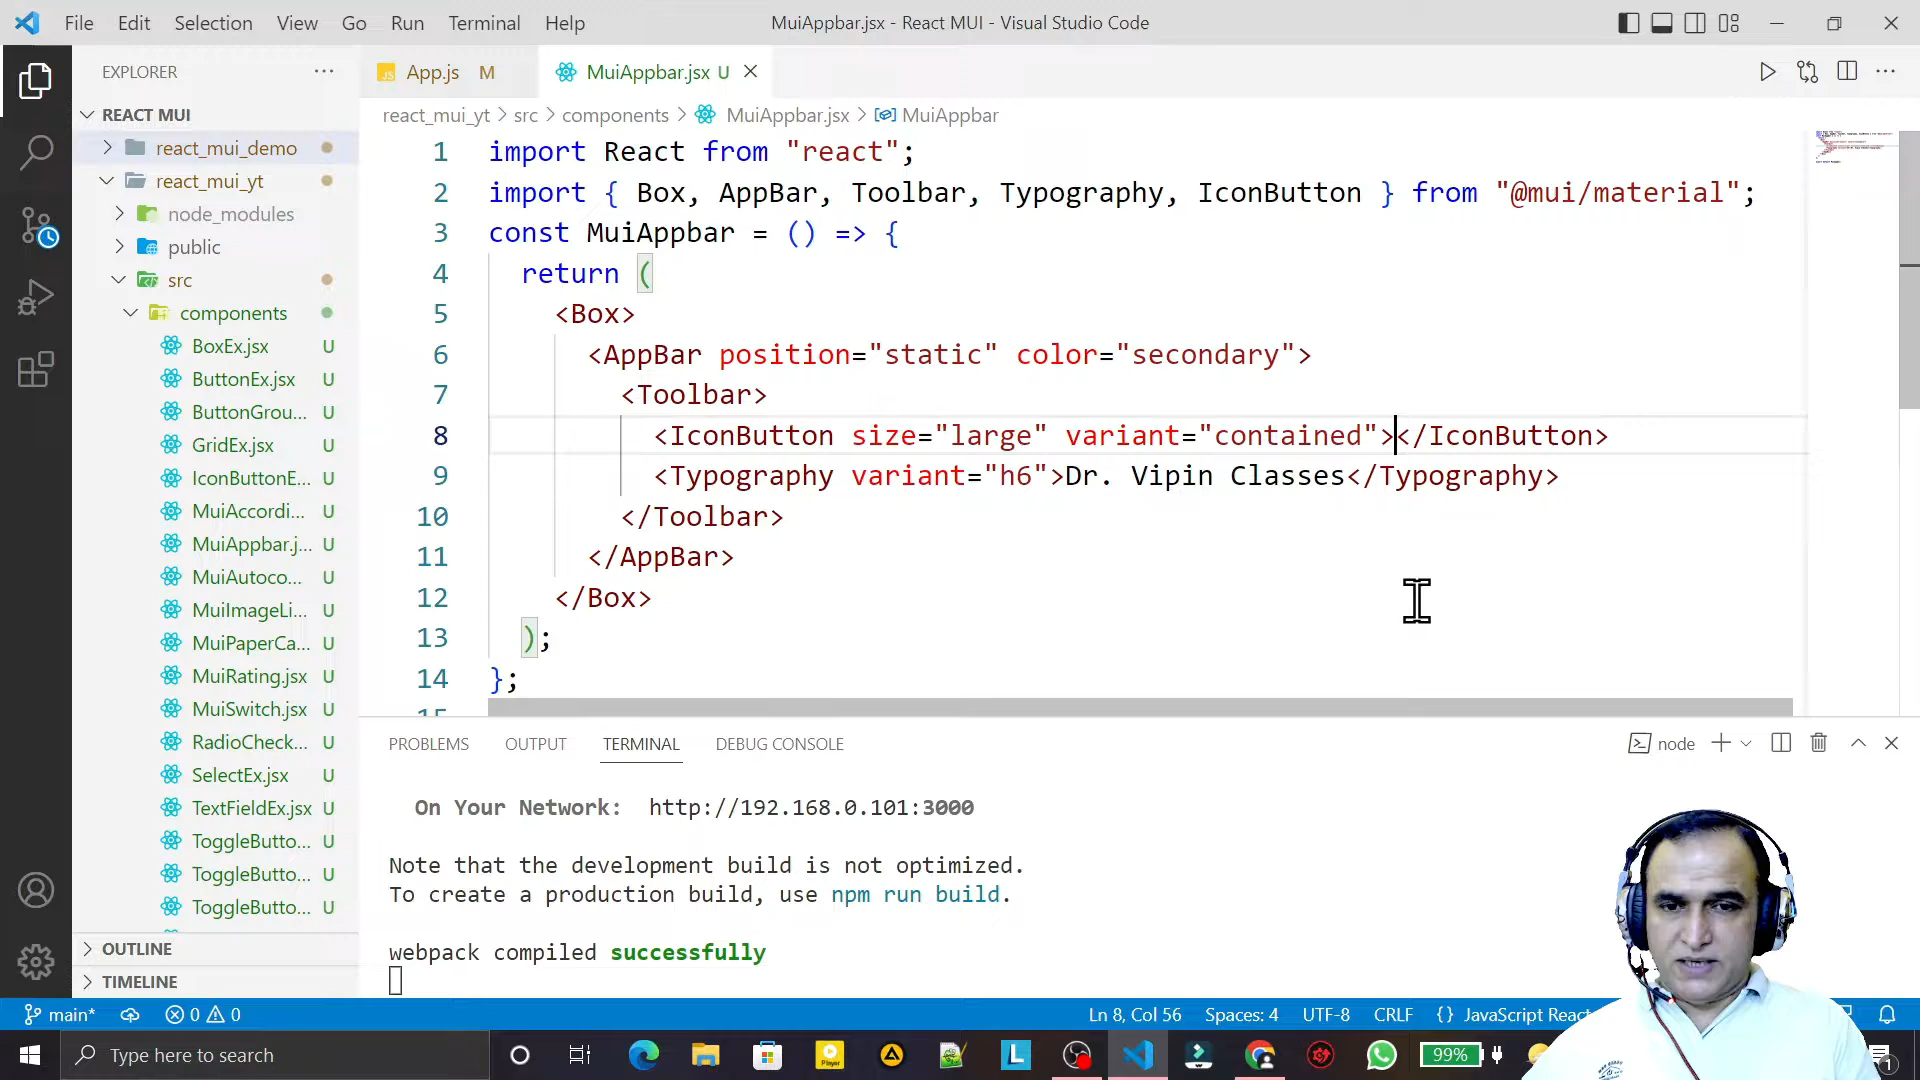 File Edit Selection View Go Run Terminal Help
MuiAppbar.jsx - React MUI - Visual Studio Code
EXPLORER
App.js M
MuiAppbar.jsx U
REACT MUI
react_mui_yt > src > components > MuiAppbar.jsx > MuiAppbar
react_mui_demo
react_mui_yt
node_modules
public
src
components
BoxEx.jsx U
ButtonEx.jsx U
ButtonGrou... U
GridEx.jsx U
IconButtonE... U
MuiAccordi... U
MuiAppbar.j... U
MuiAutoco... U
MuiImageLi... U
MuiPaperCa... U
MuiRating.jsx U
MuiSwitch.jsx U
RadioCheck... U
SelectEx.jsx U
TextFieldEx.jsx U
ToggleButto... U
ToggleButto... U
ToggleButto... U
OUTLINE
TIMELINE
1 import React from "react";
2 import { Box, AppBar, Toolbar, Typography, IconButton } from "@mui/material";
3 const MuiAppbar = () => {
4 return (
5 <Box>
6 <AppBar position="static" color="secondary">
7 <Toolbar>
8 <IconButton size="large" variant="contained"></IconButton>
9 <Typography variant="h6">Dr. Vipin Classes</Typography>
10 </Toolbar>
11 </AppBar>
12 </Box>
13 );
14 };
15
PROBLEMS OUTPUT TERMINAL DEBUG CONSOLE
node
On Your Network: http://192.168.0.101:3000
Note that the development build is not optimized.
To create a production build, use npm run build.
webpack compiled successfully
main* 0 0
Ln 8, Col 56 Spaces: 4 UTF-8 CRLF {} JavaScript React
Type here to search
L
Player
99%
1